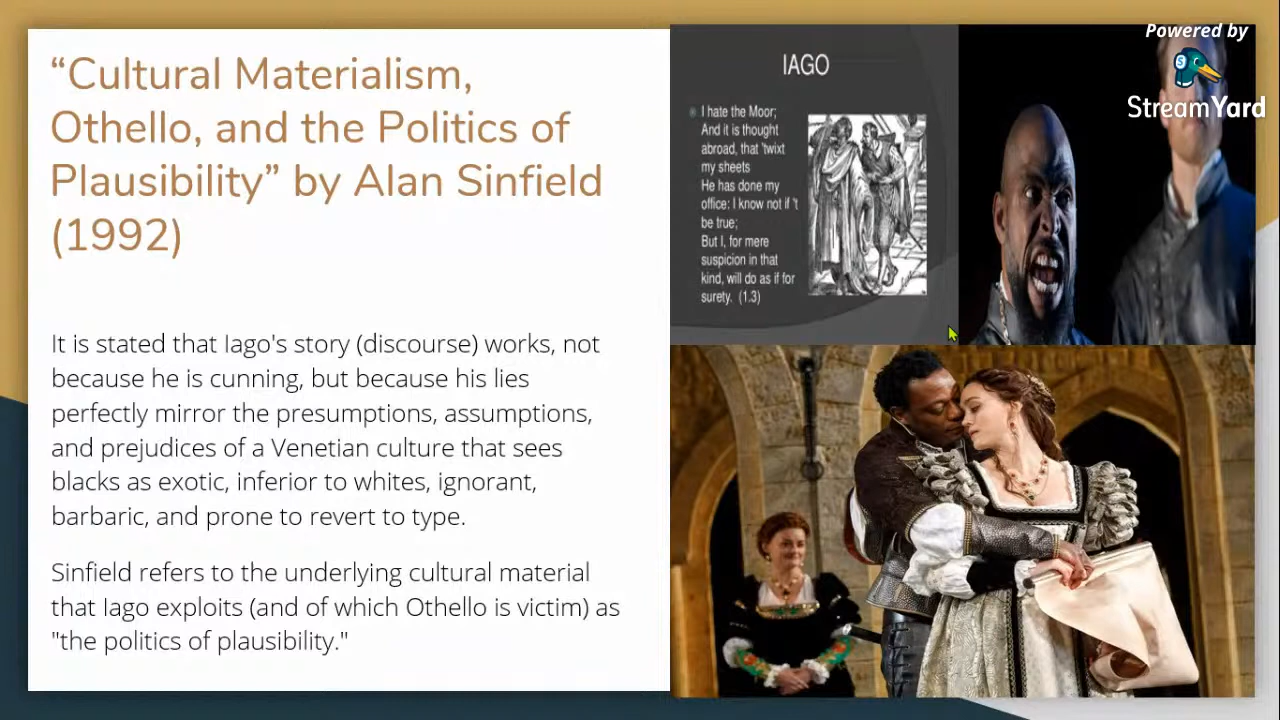 “Cultural Materialism,
Othello, and the Politics of
Plausibility” by Alan Sinfield
(1992)
It is stated that Iago's story (discourse) works, not
because he is cunning, but because his lies
perfectly mirror the presumptions, assumptions,
and prejudices of a Venetian culture that sees
blacks as exotic, inferior to whites, ignorant,
barbaric, and prone to revert to type.
Sinfield refers to the underlying cultural material
that Iago exploits (and of which Othello is victim) as
"the politics of plausibility."
IAGO
I hate the Moor;
And it is thought
abroad, that 'twixt
my sheets
He has done my
office: I know not if 't
be true;
But I, for mere
suspicion in that
kind, will do as if for
surety. (1.3)
Powered by
S
StreamYard